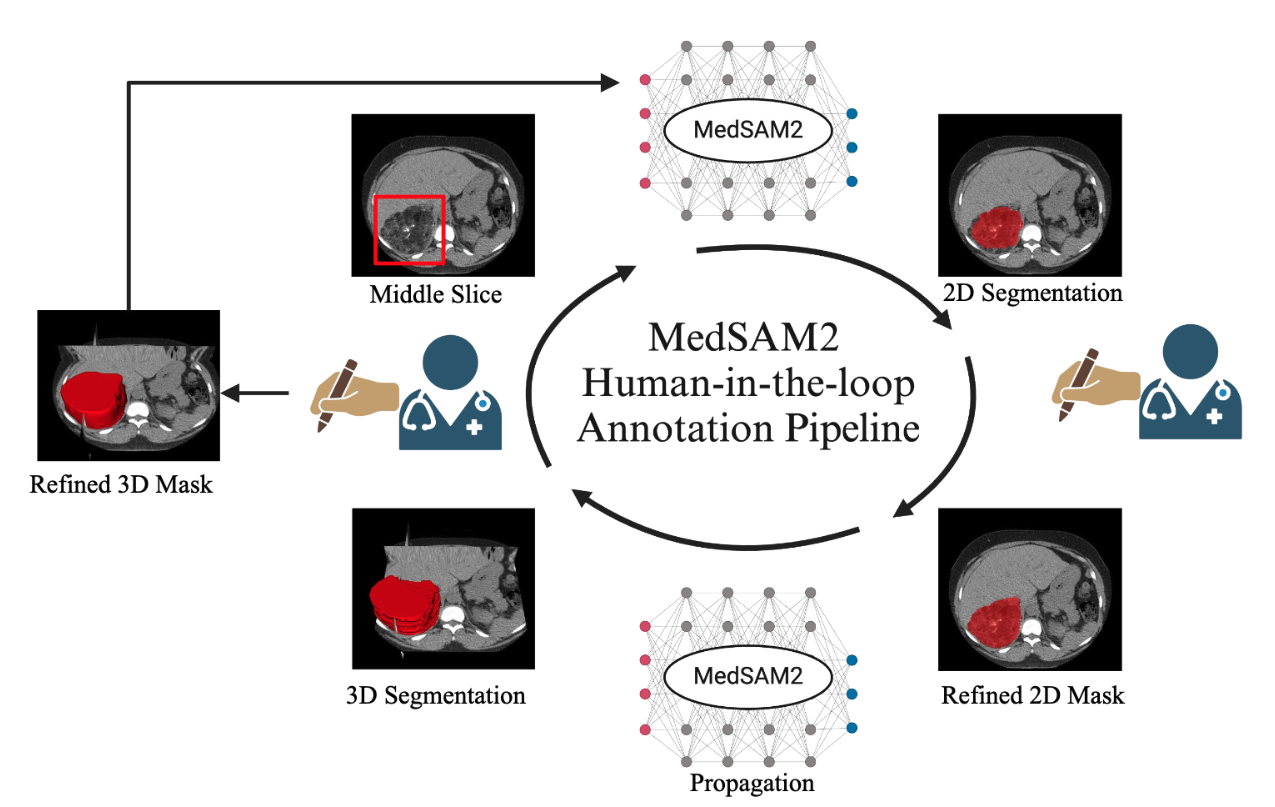 MedSAM2
Middle Slice
2D Segmentation
MedSAM2
Human-in-the-loop
Annotation Pipeline
Refined 3D Mask
3D Segmentation
MedSAM2
Refined 2D Mask
Propagation